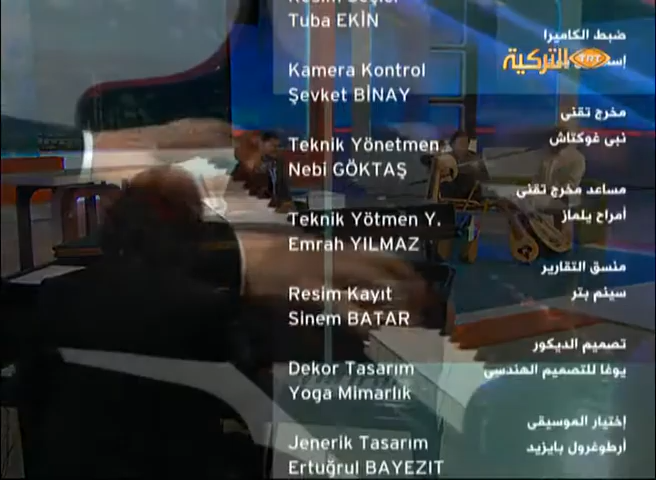 Tuba EKİN
Kamera Kontrol
Şevket BİNAY
Teknik Yönetmen
Nebi GÖKTAŞ
Teknik Yötmen Y.
Emrah YILMAZ
Resim Kayıt
Sinem BATAR
Dekor Tasarım
Yoga Mimarlık
Jenerik Tasarım
Ertuğrul BAYEZIT
ضبط الكاميرا
التركية TRT
مخرج تقني
نبي غوكتاش
مساعد مخرج تقني
أمراح يلماز
منسق التقارير
سينم بتر
تصميم الديكور
يوغا للتصميم الهندسي
إختيار الموسيقى
أرطوغرول بايزيد